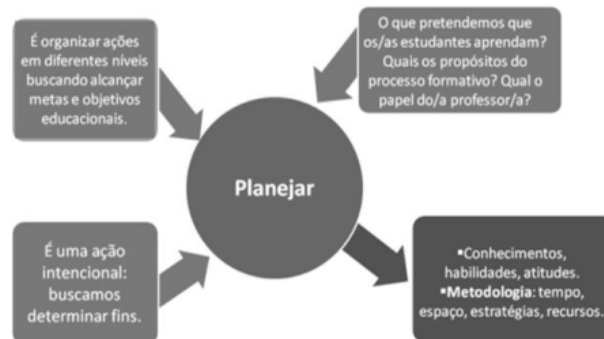 É organizar ações
em diferentes níveis
buscando alcançar
metas e objetivos
educacionais.
O que pretendemos que
os/as estudantes aprendam?
Quais os propósitos do
processo formativo? Qual o
papel do/a professor/a?
Planejar
É uma ação
intencional:
buscamos
determinar fins.
▪Conhecimentos,
habilidades, atitudes.
▪Metodologia: tempo,
espaço, estratégias, recursos.